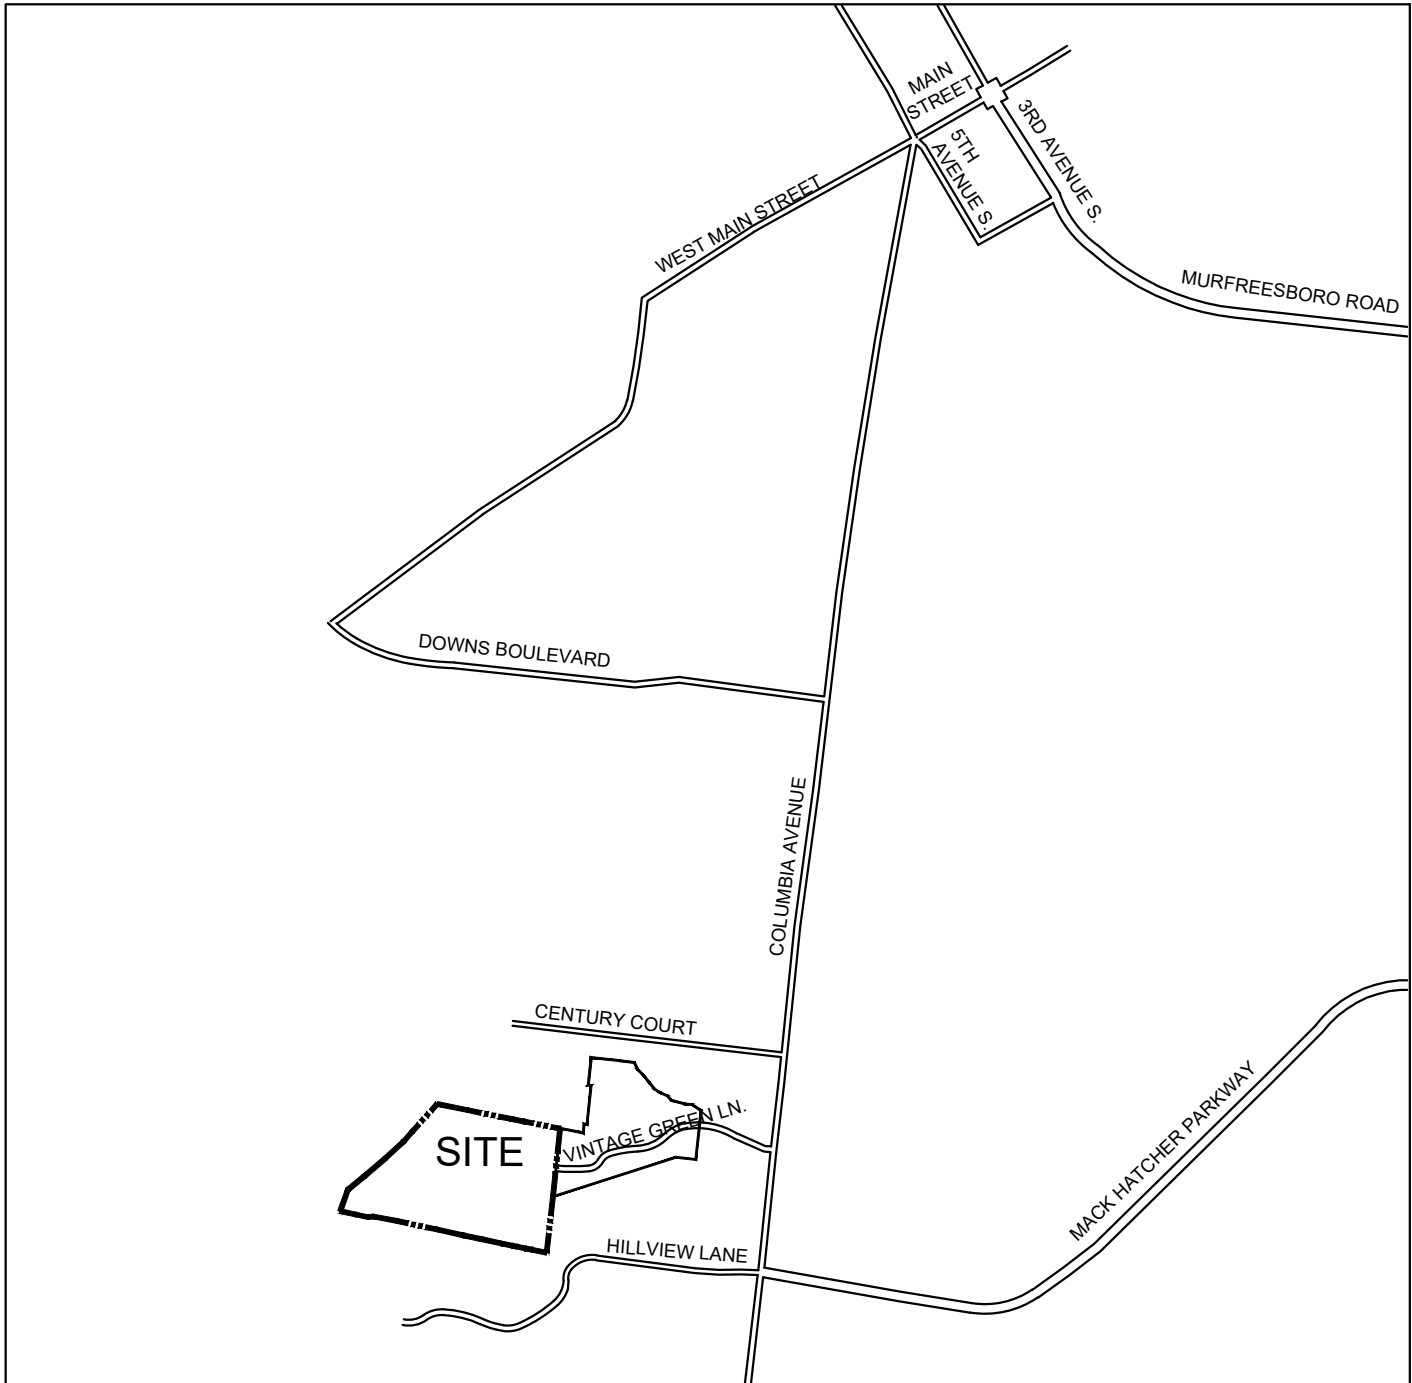 MAIN
STREET
3RD AVENUE S.
5TH
AVENUE S.
WEST MAIN STREET
MURFREESBORO ROAD
DOWNS BOULEVARD
COLUMBIA AVENUE
CENTURY COURT
VINTAGE GREEN LN.
SITE
MACK HATCHER PARKWAY
HILLVIEW LANE